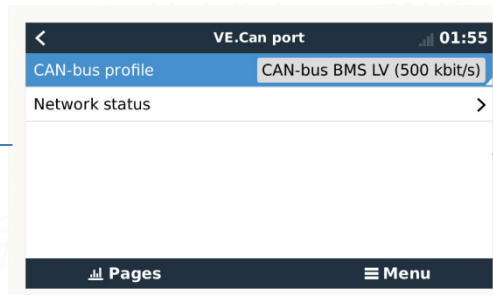 VE.Can port 01:55
CAN-bus profile CAN-bus BMS LV (500 kbit/s)
Network status
Pages Menu